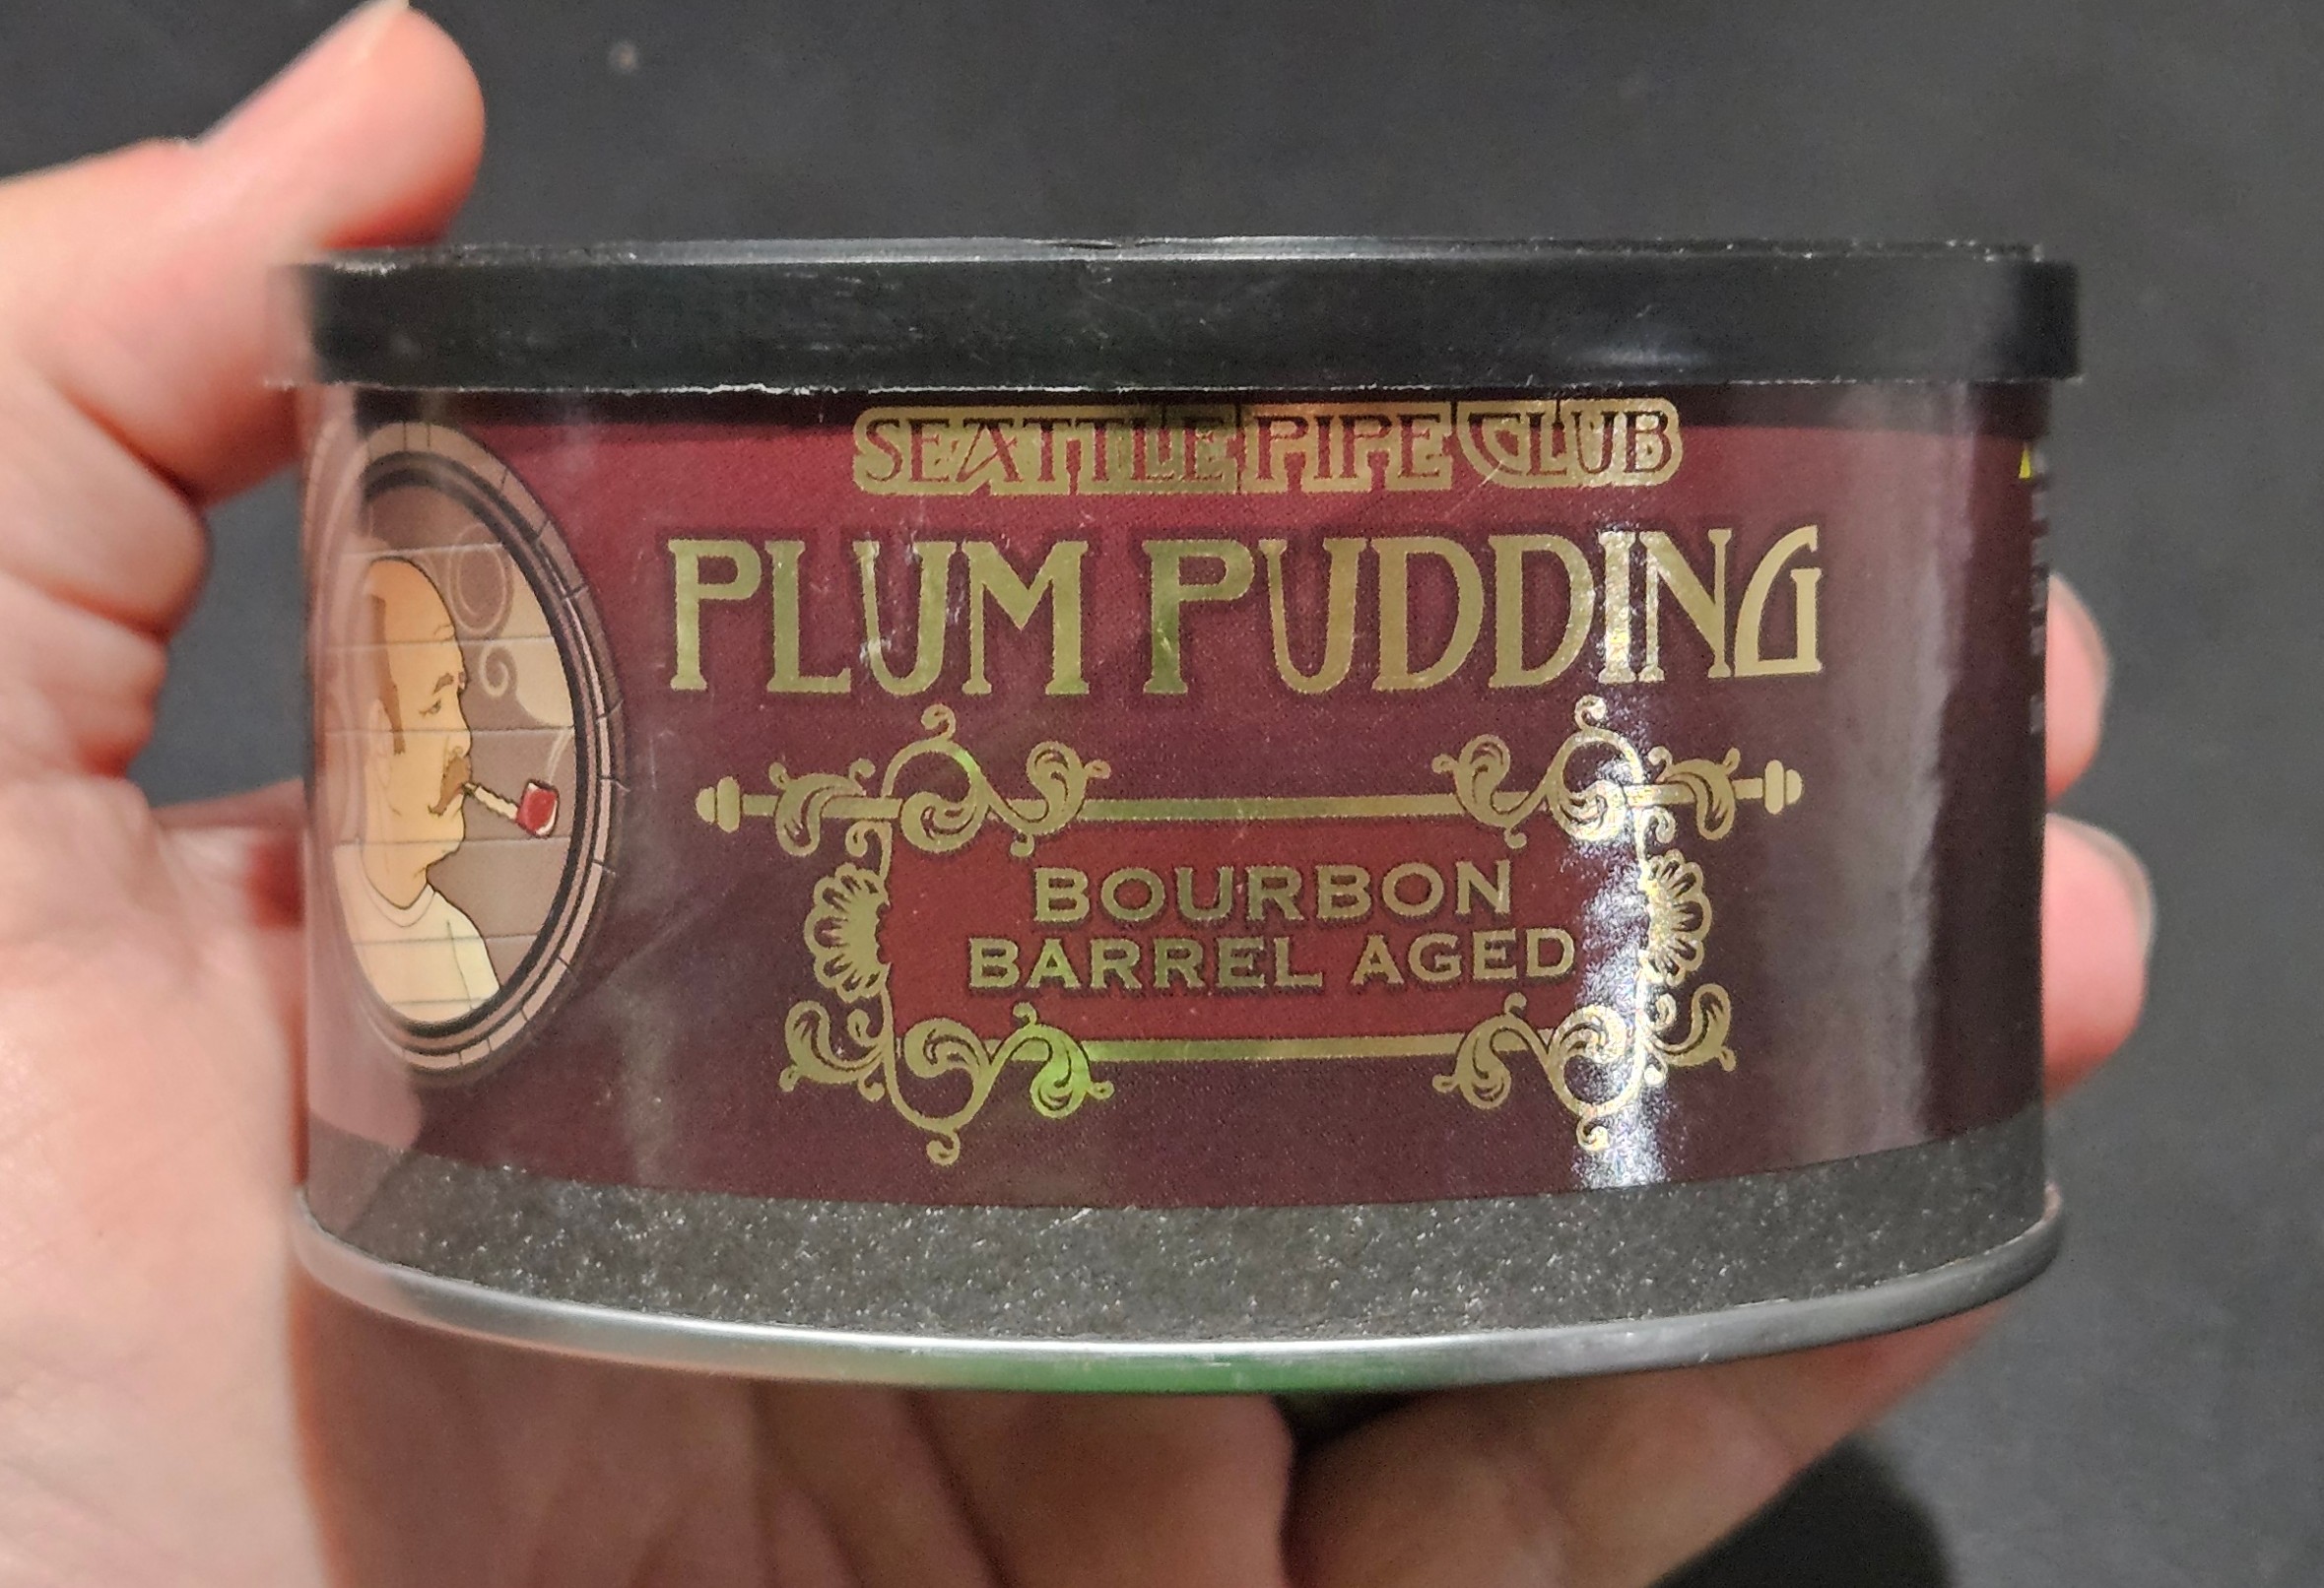 SEATTLE PIPE CLUB
PLUM PUDDING
BOURBON
BARREL AGED